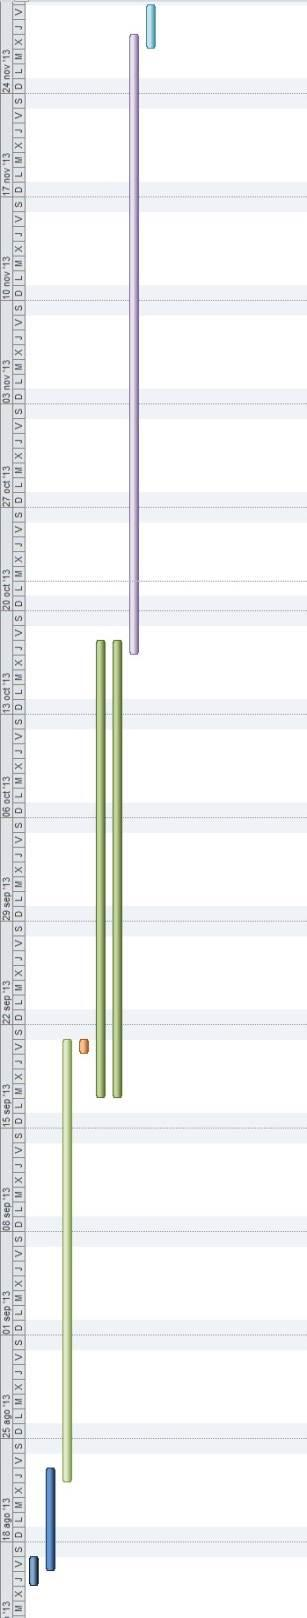 '13 18 ago '13 25 ago '13 01 sep '13 08 sep '13 15 sep '13 22 sep '13 29 sep '13 06 oct '13 13 oct '13 20 oct '13 27 oct '13 03 nov '13 10 nov '13 17 nov '13 24 nov '13
M X J V S D L M X J V S D L M X J V S D L M X J V S D L M X J V S D L M X J V S D L M X J V S D L M X J V S D L M X J V S D L M X J V S D L M X J V S D L M X J V S D L M X J V S D L M X J V S D L M X J V S D L M X J V